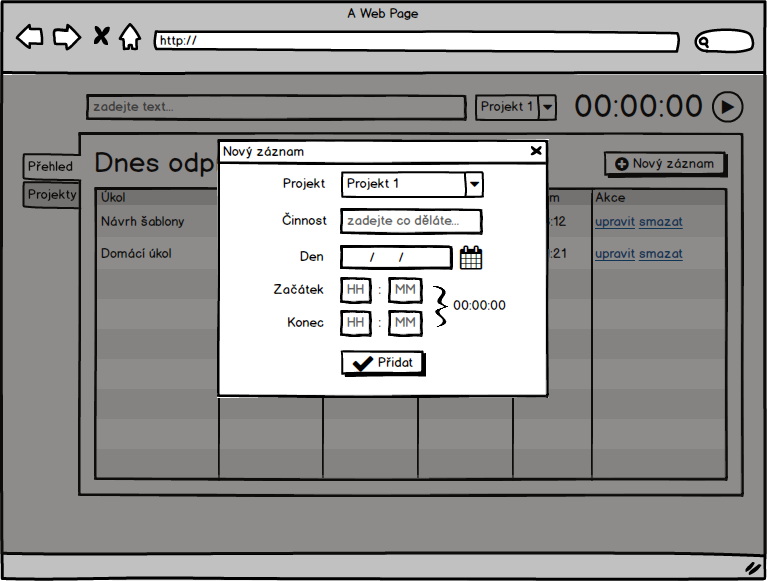 A Web Page
http://
zadejte text...
Projekt 1
00:00:00
Přehled
Projekty
Dnes odp
Nový záznam
Úkol
m
Akce
Návrh šablony
:12
upravit smazat
Domácí úkol
:21
upravit smazat
Nový záznam
Projekt
Projekt 1
Činnost
zadejte co děláte...
Den
/ /
Začátek
HH : MM
00:00:00
Konec
HH : MM
Přidat